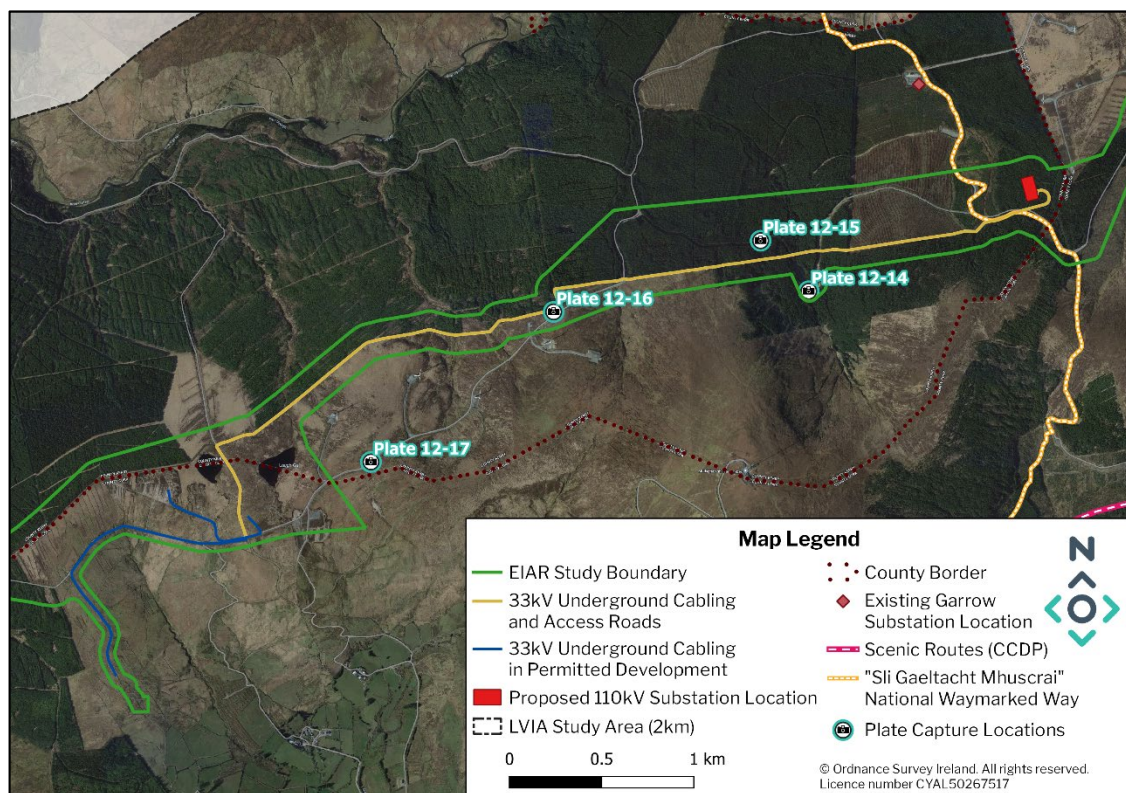 Plate 12-15
Plate 12-14
Plate 12-16
Plate 12-17
Map Legend
EIAR Study Boundary
33kV Underground Cabling
and Access Roads
33kV Underground Cabling
in Permitted Development
Proposed 110kV Substation Location
LVIA Study Area (2km)
0 0.5 1 km
County Border
Existing Garrow
Substation Location
Scenic Routes (CCDP)
"Sli Gaeltacht Mhuscrai"
National Waymarked Way
Plate Capture Locations
N
© Ordnance Survey Ireland. All rights reserved.
Licence number CYAL50267517